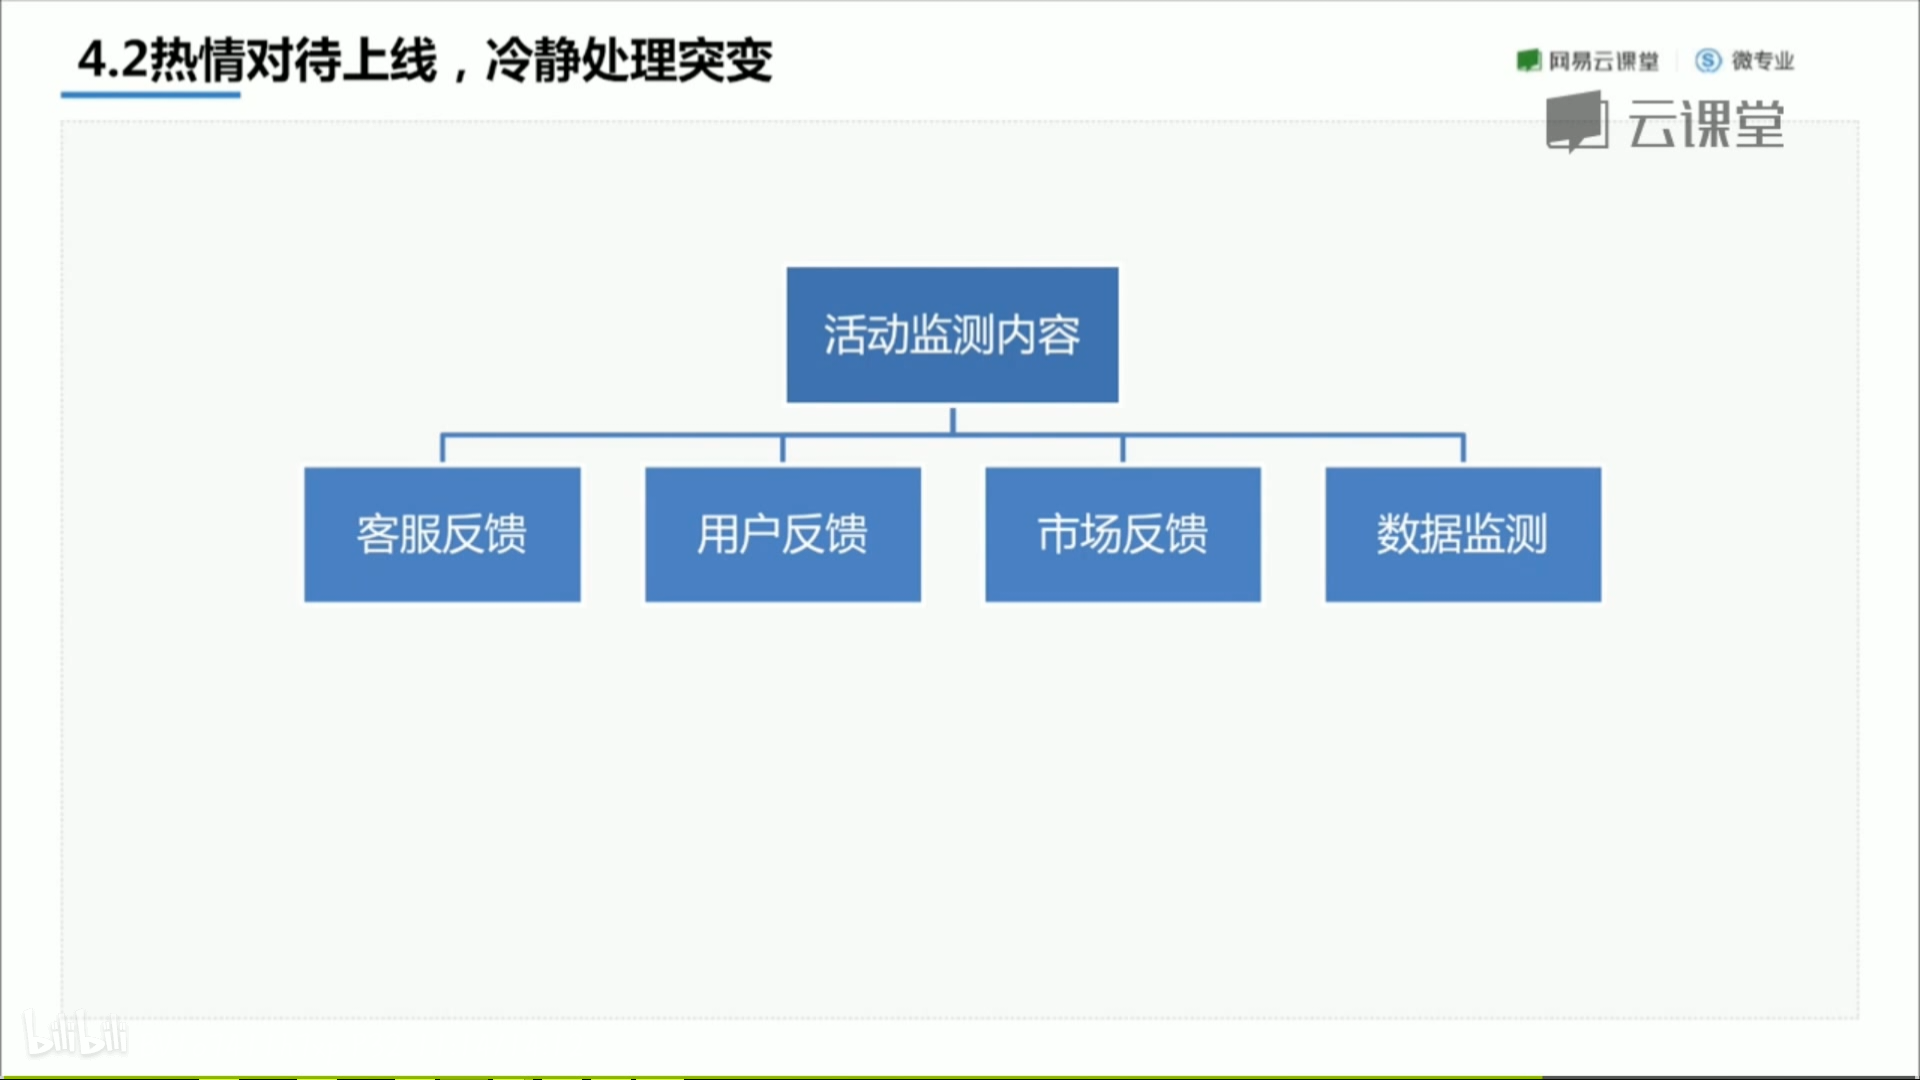 4.2热情对待上线，冷静处理突变
网易云课堂 微专业
云课堂
活动监测内容
客服反馈 用户反馈 市场反馈 数据监测
bilibili